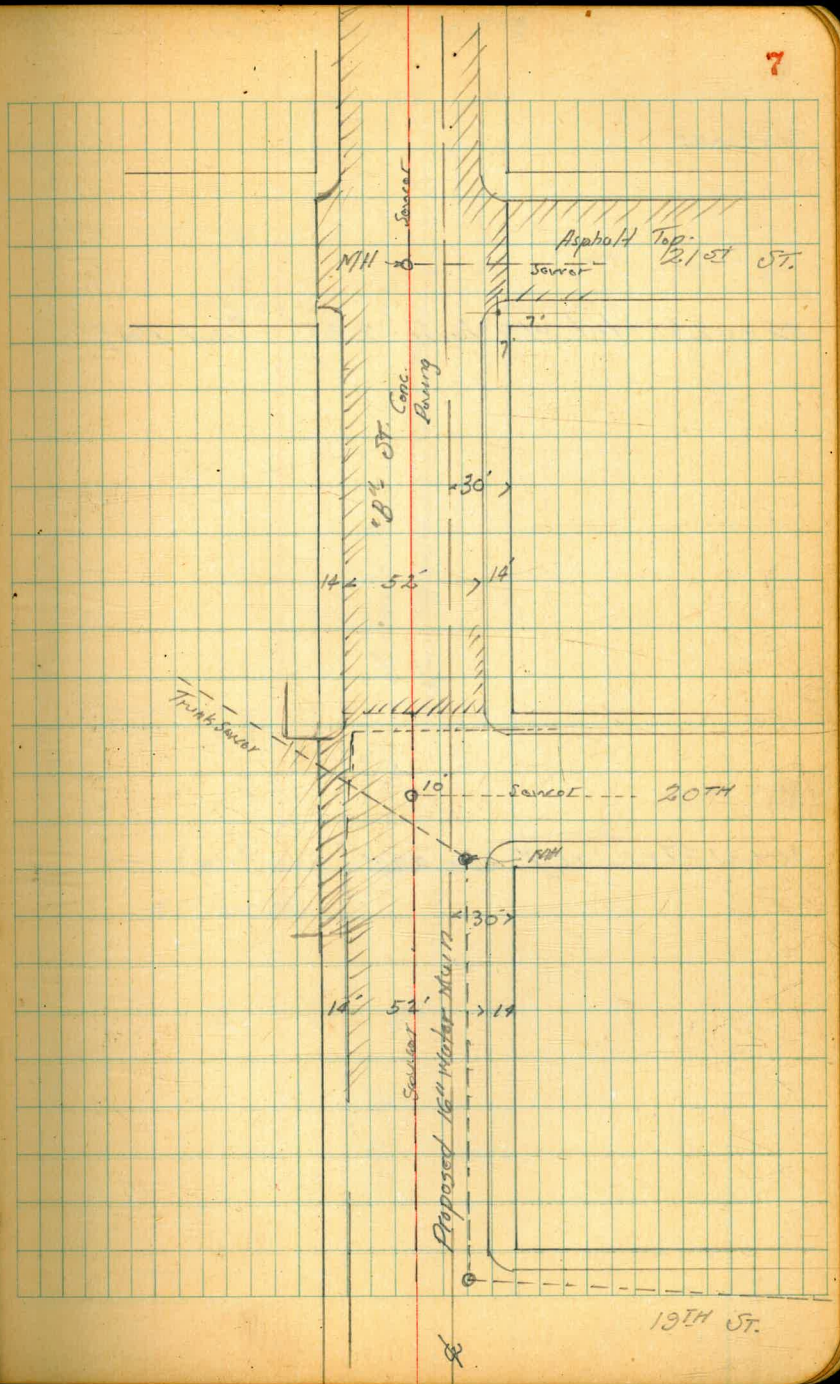 7
Sewer
Asphalt Top.
MH
Sewer
21ST ST.
7'
7'
Conc.
Paving
"B" ST.
30'
14
52'
14'
Trunk Sewer
10'
Sewer
20TH
MH
30'
14'
52'
14
Sewer
Proposed 16" Water Main
19TH ST.
℄